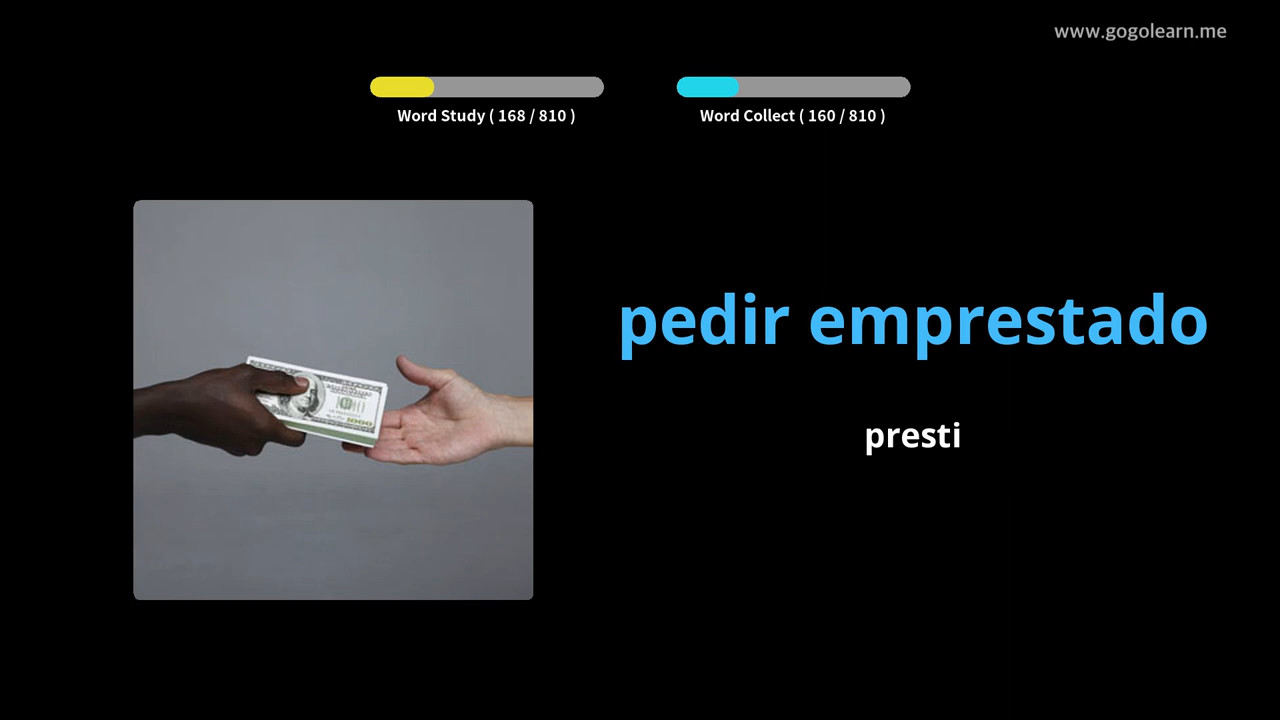 www.gogolearn.me
Word Study ( 168 / 810 )
Word Collect ( 160 / 810 )
pedir emprestado
presti